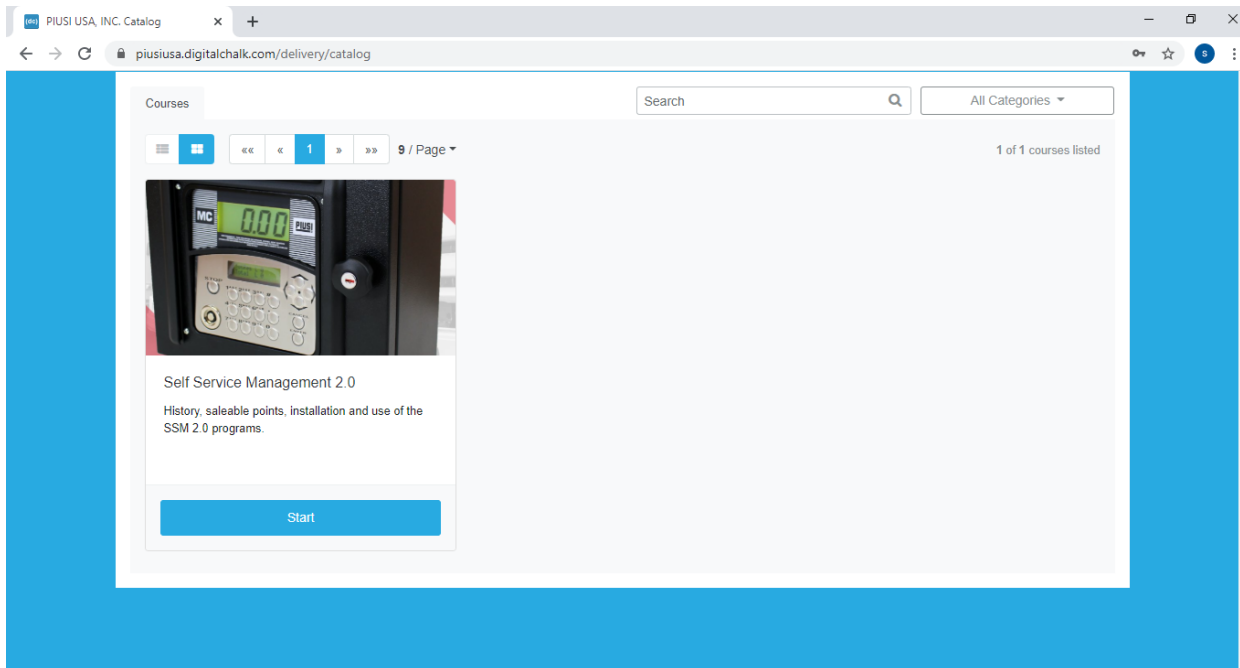 PIUSI USA, INC. Catalog
piusiusa.digitalchalk.com/delivery/catalog
S
Courses
Search
All Categories
«« « 1 » »» 9 / Page
1 of 1 courses listed
MC 0.00 PIUSI
Self Service Management 2.0
History, saleable points, installation and use of the
SSM 2.0 programs.
Start